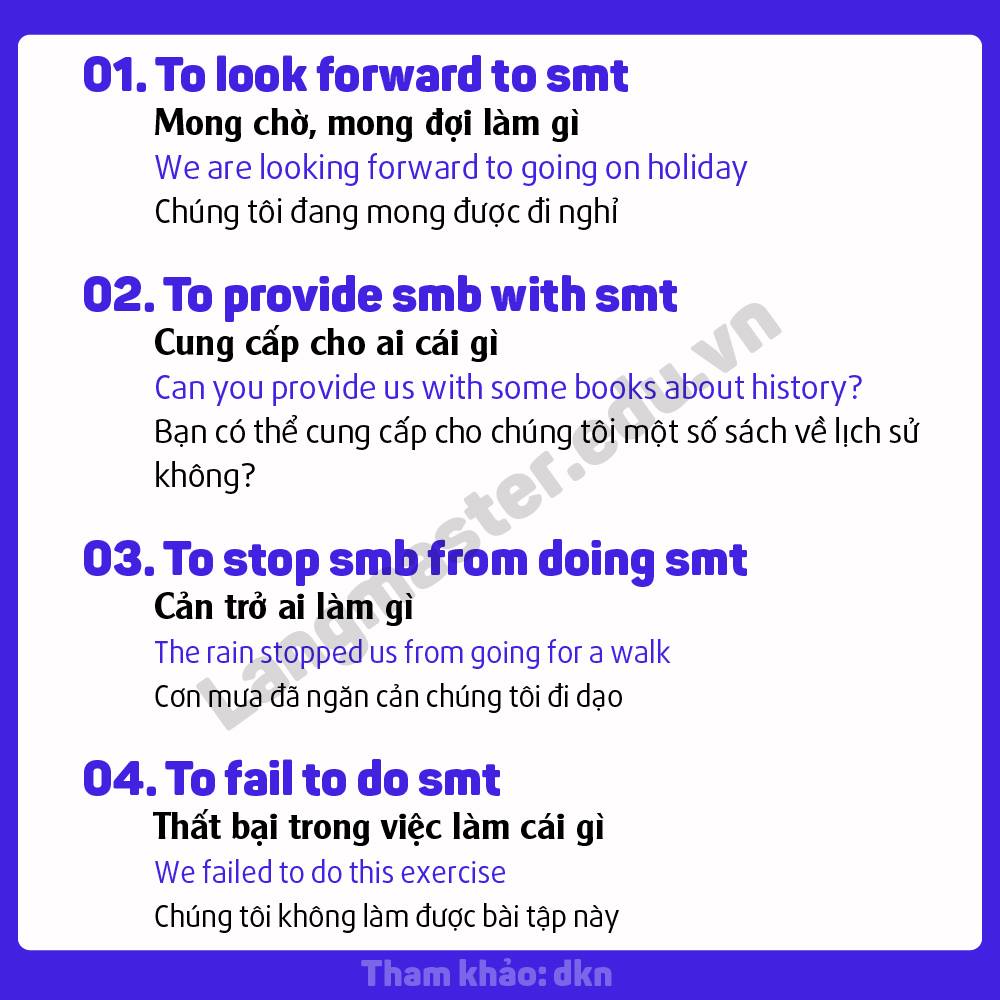 01. To look forward to smt
Mong chờ, mong đợi làm gì
We are looking forward to going on holiday
Chúng tôi đang mong được đi nghỉ
02. To provide smb with smt
Cung cấp cho ai cái gì
Can you provide us with some books about history?
Bạn có thể cung cấp cho chúng tôi một số sách về lịch sử
không?
03. To stop smb from doing smt
Cản trở ai làm gì
The rain stopped us from going for a walk
Cơn mưa đã ngăn cản chúng tôi đi dạo
04. To fail to do smt
Thất bại trong việc làm cái gì
We failed to do this exercise
Chúng tôi không làm được bài tập này
Langmaster.edu.vn
Tham khảo: dkn